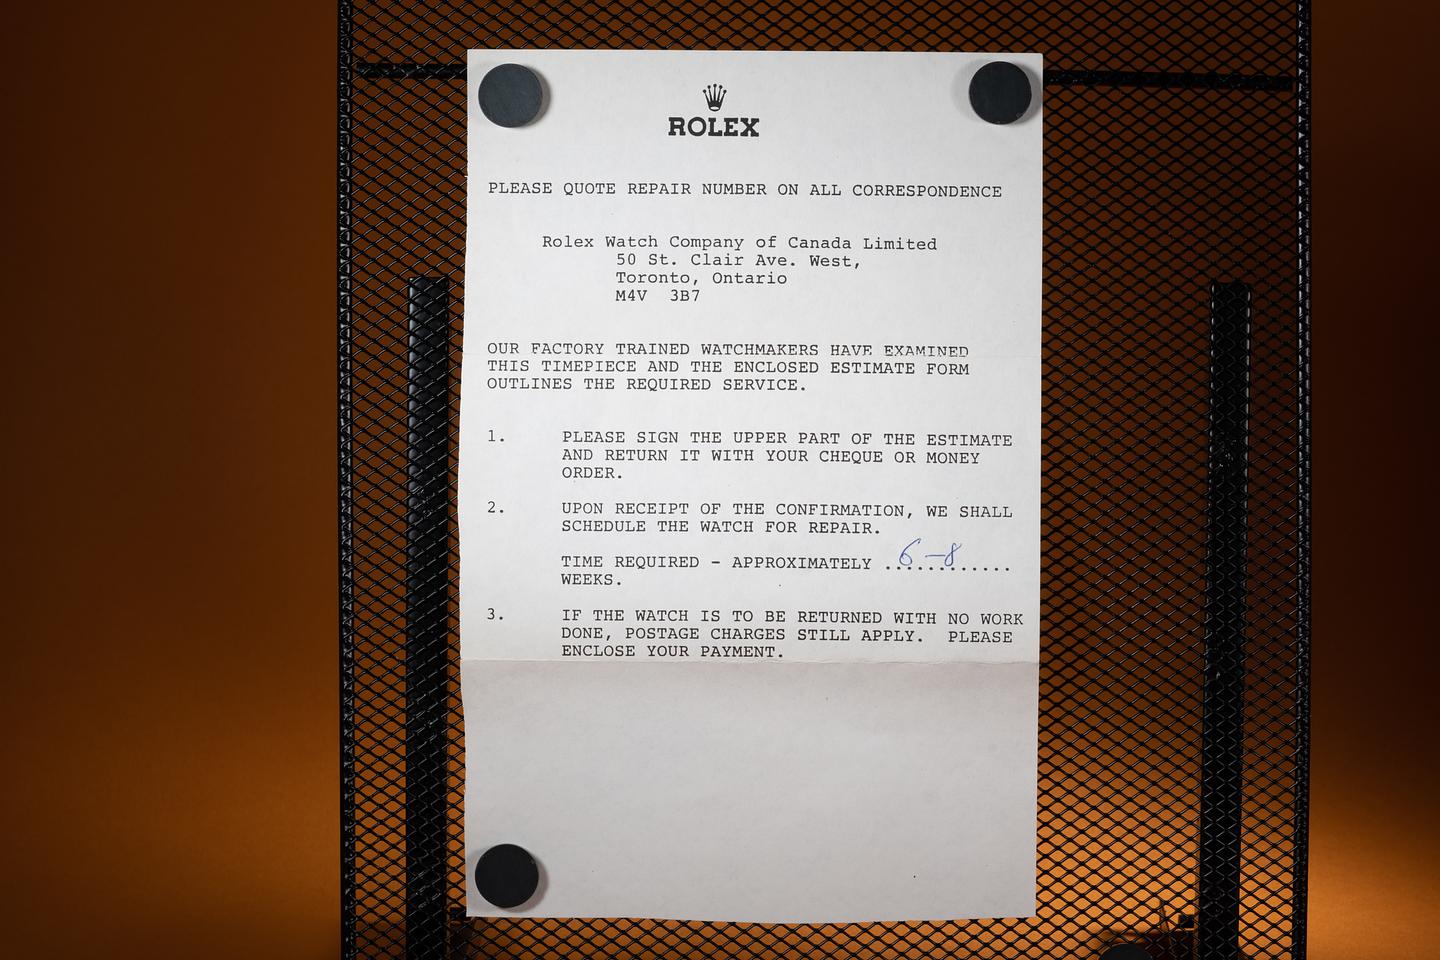 ROLEX
PLEASE QUOTE REPAIR NUMBER ON ALL CORRESPONDENCE
Rolex Watch Company of Canada Limited
50 St. Clair Ave. West,
Toronto, Ontario
M4V 3B7
OUR FACTORY TRAINED WATCHMAKERS HAVE EXAMINED
THIS TIMEPIECE AND THE ENCLOSED ESTIMATE FORM
OUTLINES THE REQUIRED SERVICE.
1. PLEASE SIGN THE UPPER PART OF THE ESTIMATE
AND RETURN IT WITH YOUR CHEQUE OR MONEY
ORDER.
2. UPON RECEIPT OF THE CONFIRMATION, WE SHALL
SCHEDULE THE WATCH FOR REPAIR.
TIME REQUIRED - APPROXIMATELY 6-8............
WEEKS.
3. IF THE WATCH IS TO BE RETURNED WITH NO WORK
DONE, POSTAGE CHARGES STILL APPLY. PLEASE
ENCLOSE YOUR PAYMENT.